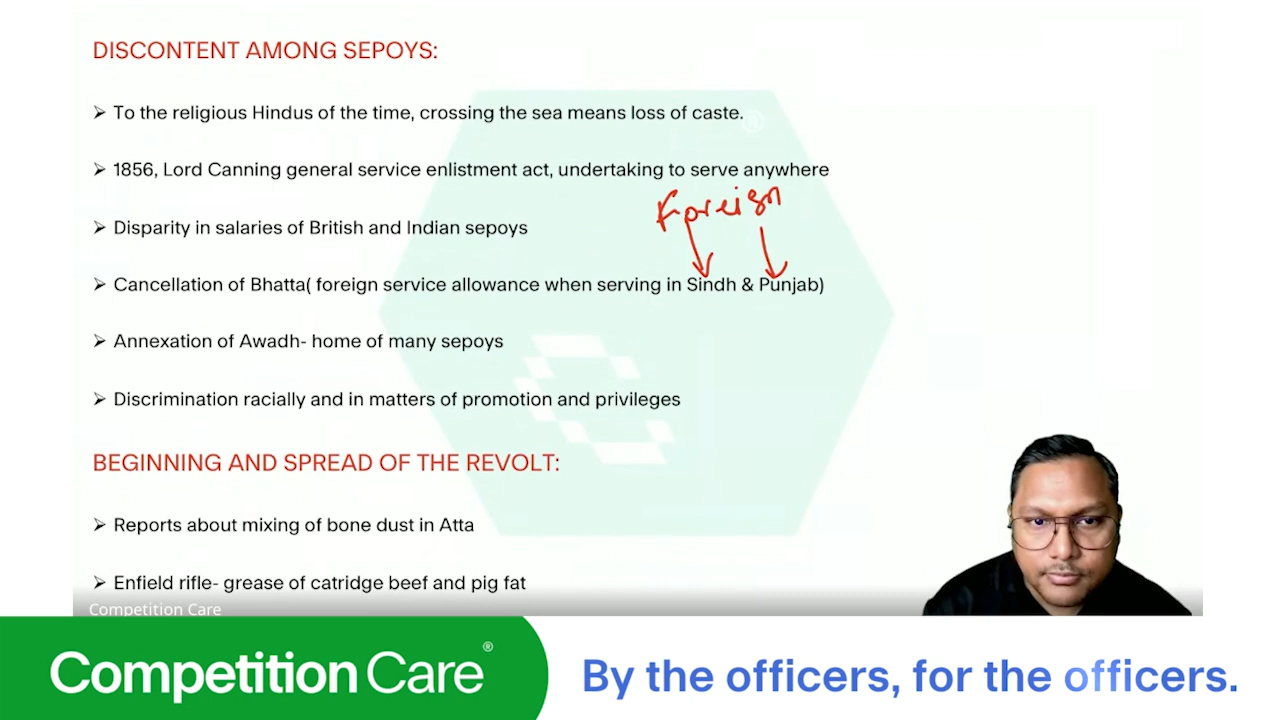 DISCONTENT AMONG SEPOYS:
➢ To the religious Hindus of the time, crossing the sea means loss of caste.
➢ 1856, Lord Canning general service enlistment act, undertaking to serve anywhere
Foreign
➢ Disparity in salaries of British and Indian sepoys
➢ Cancellation of Bhatta( foreign service allowance when serving in Sindh & Punjab)
➢ Annexation of Awadh- home of many sepoys
➢ Discrimination racially and in matters of promotion and privileges
BEGINNING AND SPREAD OF THE REVOLT:
➢ Reports about mixing of bone dust in Atta
➢ Enfield rifle- grease of catridge beef and pig fat
Competition Care
Competition Care®
By the officers, for the officers.